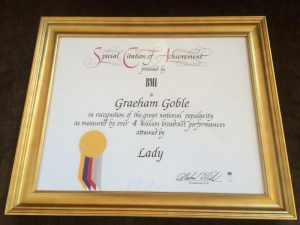 Special Citation of Achievement
presented by
BMI
to
Graeham Goble
in recognition of the great national popularity
as measured by over 4 million broadcast performances
attained by
Lady